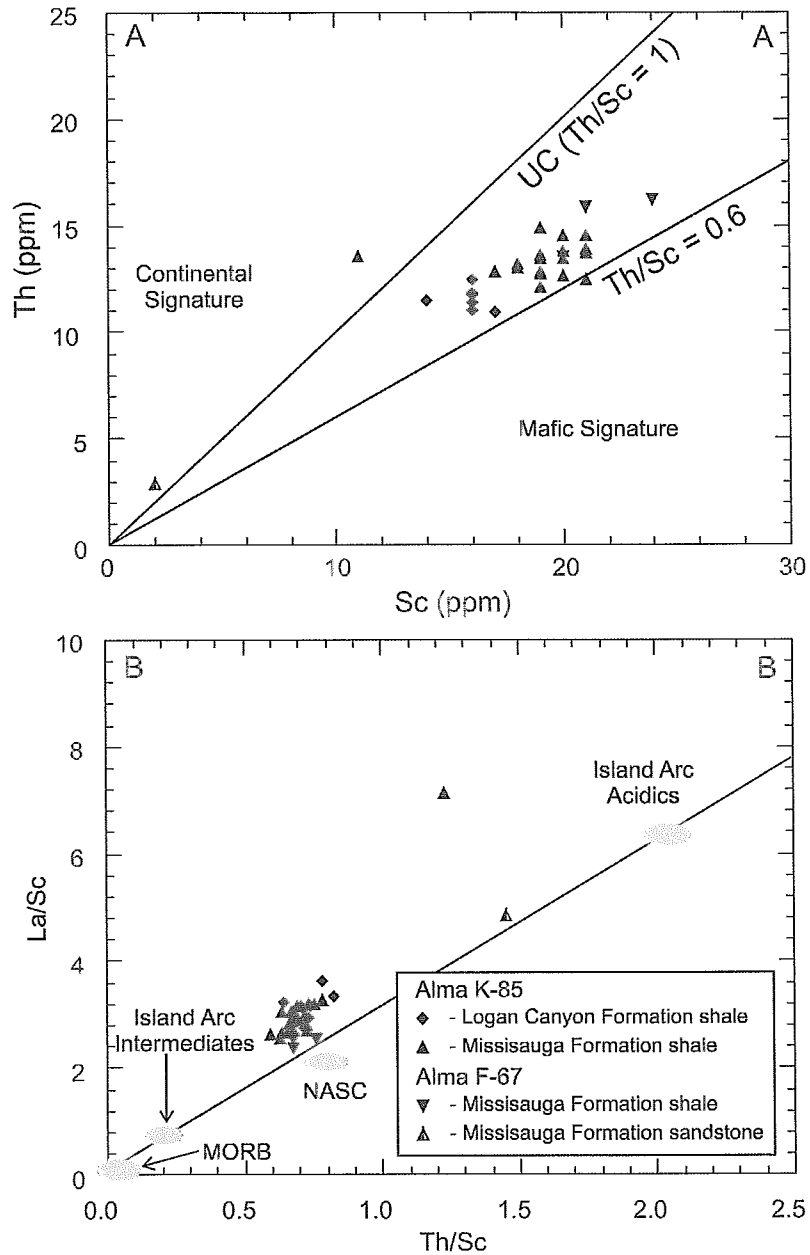 25
20
15
10
5
0
Th (ppm)
A
A
UC (Th/Sc = 1)
Th/Sc = 0.6
Continental
Signature
Mafic Signature
0
10
20
30
Sc (ppm)
10
8
6
4
2
0
La/Sc
B
B
Island Arc
Acidics
Island Arc
Intermediates
NASC
MORB
Alma K-85
- Logan Canyon Formation shale
- Missisauga Formation shale
Alma F-67
- Missisauga Formation shale
- Missisauga Formation sandstone
0.0
0.5
1.0
1.5
2.0
2.5
Th/Sc